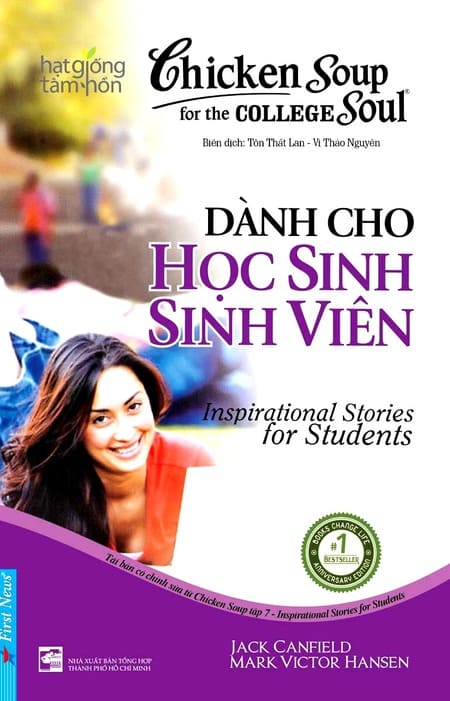 hạt giống
tâm hồn
Chicken Soup
for the COLLEGE Soul®
Biên dịch: Tôn Thất Lan - Vi Thảo Nguyên
DÀNH CHO
HỌC SINH
SINH VIÊN
Inspirational Stories
for Students
BOOKS CHANGE LIFE
#1
BESTSELLER
ANNIVERSARY EDITION
Tái bản có chỉnh sửa từ Chicken Soup tập 7 - Inspirational Stories for Students
First News
NHÀ XUẤT BẢN TỔNG HỢP
THÀNH PHỐ HỒ CHÍ MINH
JACK CANFIELD
MARK VICTOR HANSEN